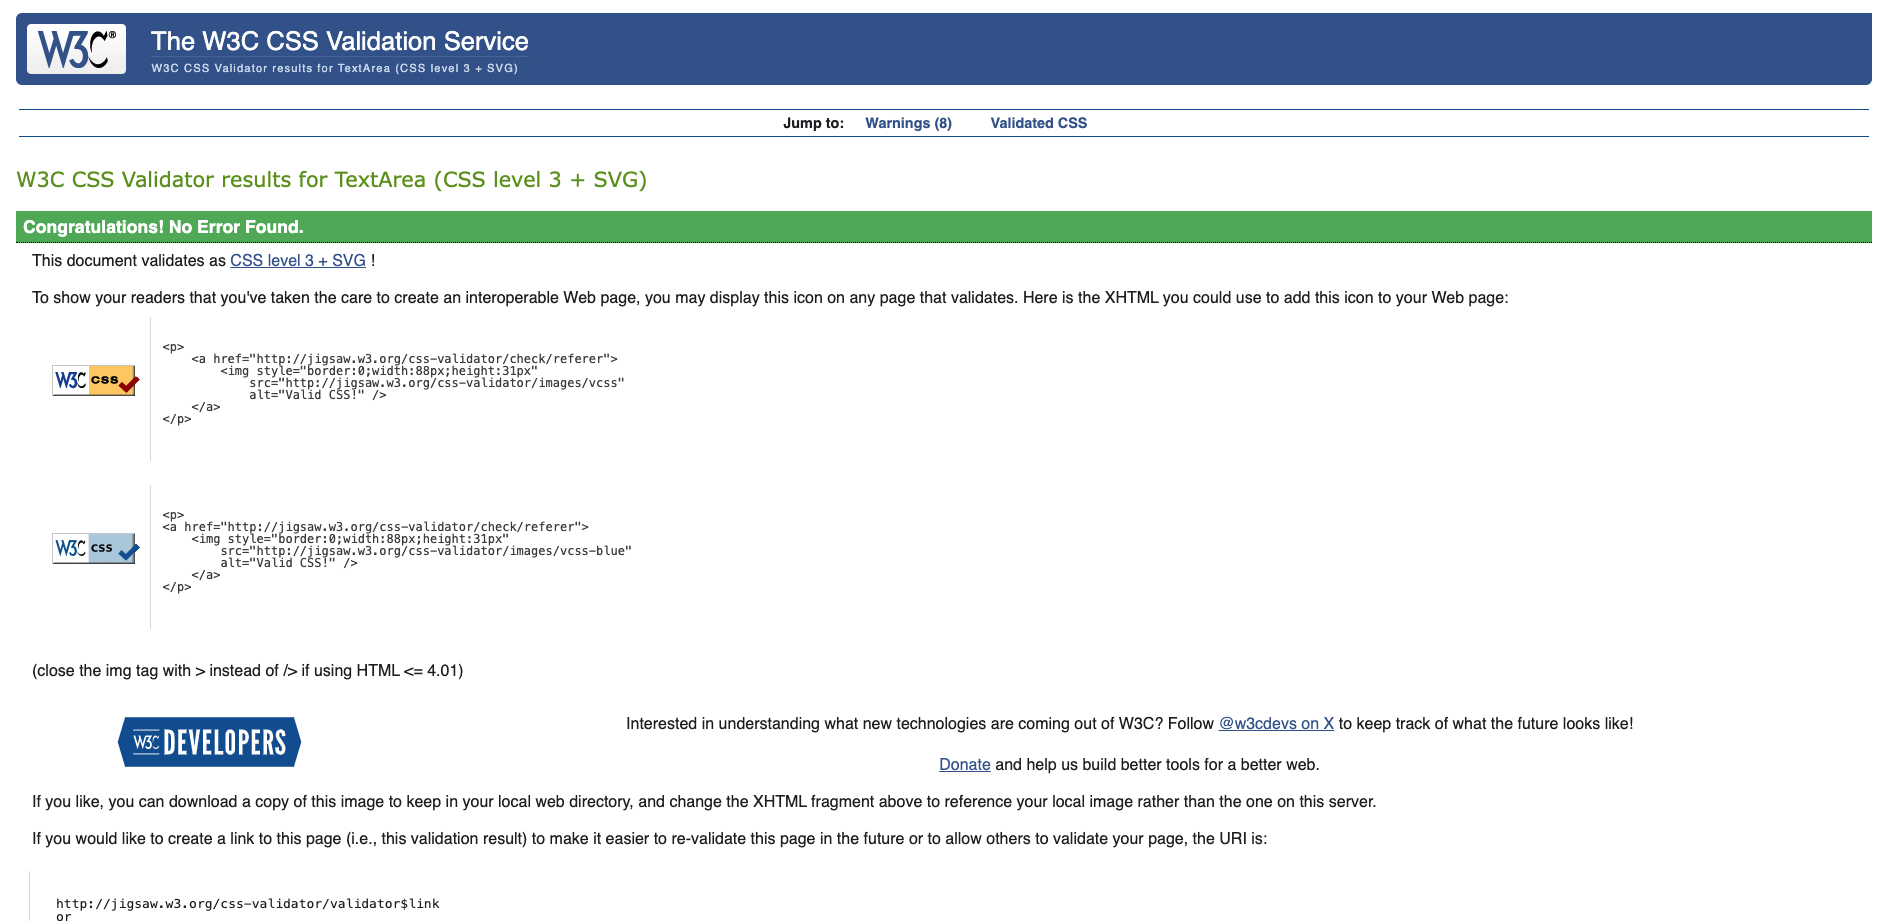 W3C®
The W3C CSS Validation Service
W3C CSS Validator results for TextArea (CSS level 3 + SVG)
Jump to: Warnings (8) Validated CSS
W3C CSS Validator results for TextArea (CSS level 3 + SVG)
Congratulations! No Error Found.
This document validates as CSS level 3 + SVG !
To show your readers that you've taken the care to create an interoperable Web page, you may display this icon on any page that validates. Here is the XHTML you could use to add this icon to your Web page:
W3C css
<p>
<a href="http://jigsaw.w3.org/css-validator/check/referer">
<img style="border:0;width:88px;height:31px"
src="http://jigsaw.w3.org/css-validator/images/vcss"
alt="Valid CSS!" />
</a>
</p>
W3C css
<p>
<a href="http://jigsaw.w3.org/css-validator/check/referer">
<img style="border:0;width:88px;height:31px"
src="http://jigsaw.w3.org/css-validator/images/vcss-blue"
alt="Valid CSS!" />
</a>
</p>
(close the img tag with > instead of /> if using HTML <= 4.01)
W3C DEVELOPERS
Interested in understanding what new technologies are coming out of W3C? Follow @w3cdevs on X to keep track of what the future looks like!
Donate and help us build better tools for a better web.
If you like, you can download a copy of this image to keep in your local web directory, and change the XHTML fragment above to reference your local image rather than the one on this server.
If you would like to create a link to this page (i.e., this validation result) to make it easier to re-validate this page in the future or to allow others to validate your page, the URI is:
http://jigsaw.w3.org/css-validator/validator$link
or